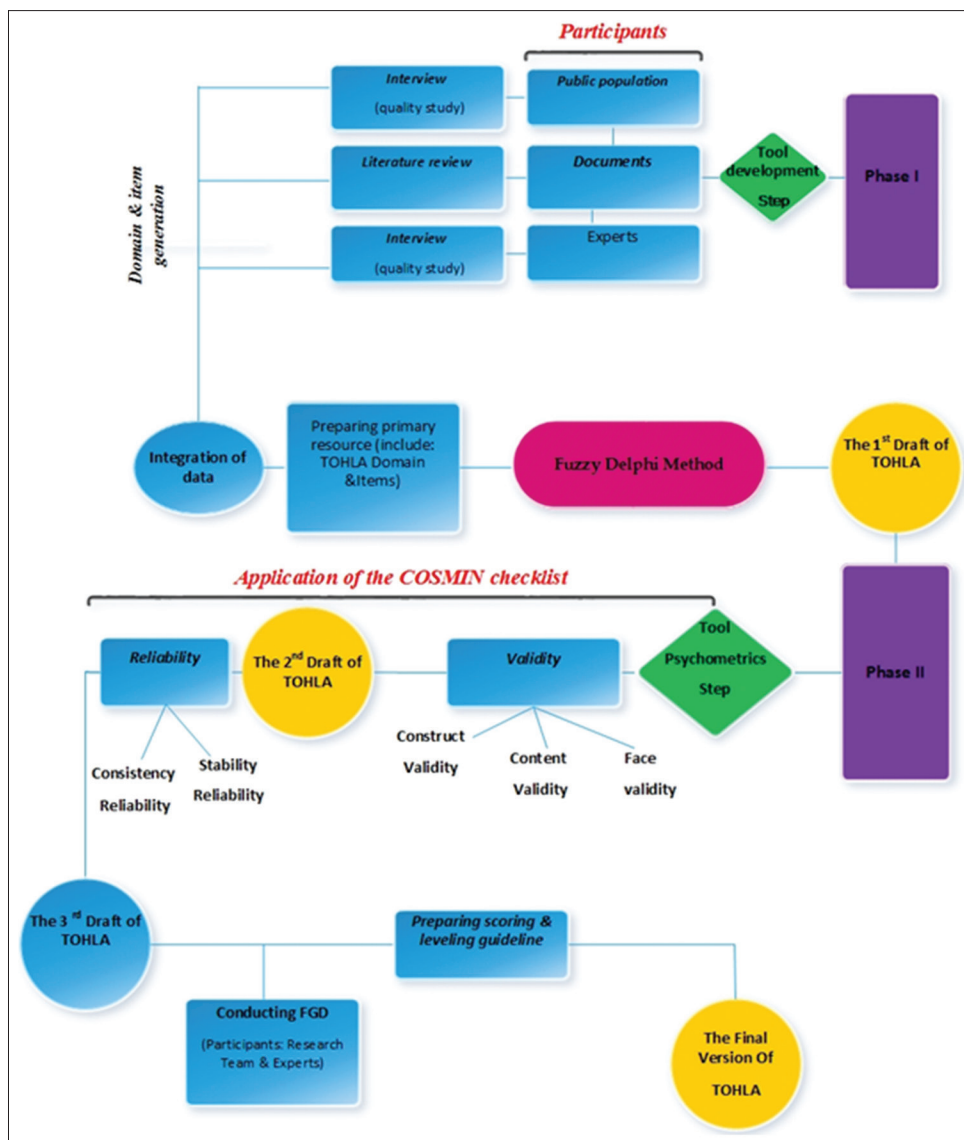 Participants
Interview
(quality study)
Public population
Literature review
Documents
Interview
(quality study)
Experts
Tool
development
Step
Phase I
Domain & item
generation
Integration of
data
Preparing primary
resource (include:
TOHLA Domain
&Items)
Fuzzy Delphi Method
The 1st Draft of
TOHLA
Application of the COSMIN checklist
Reliability
The 2nd Draft of
TOHLA
Validity
Tool
Psychometrics
Step
Phase II
Consistency
Reliability
Stability
Reliability
Construct
Validity
Content
Validity
Face
validity
The 3 rd Draft of
TOHLA
Preparing scoring &
leveling guideline
Conducting FGD
(Participants: Research
Team & Experts)
The Final
Version Of
TOHLA